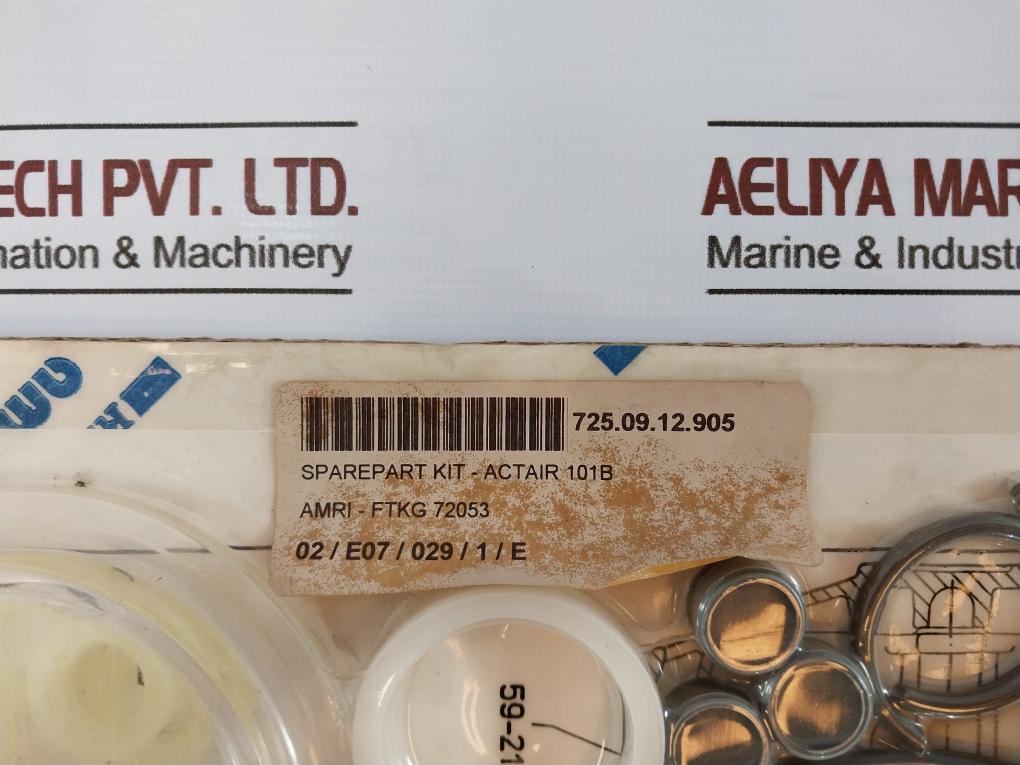 ECH PVT. LTD.
nation & Machinery
AELIYA MAR
Marine & Industr
725.09.12.905
SPAREPART KIT - ACTAIR 101B
AMRI - FTKG 72053
02 / E07 / 029 / 1 / E
59-21